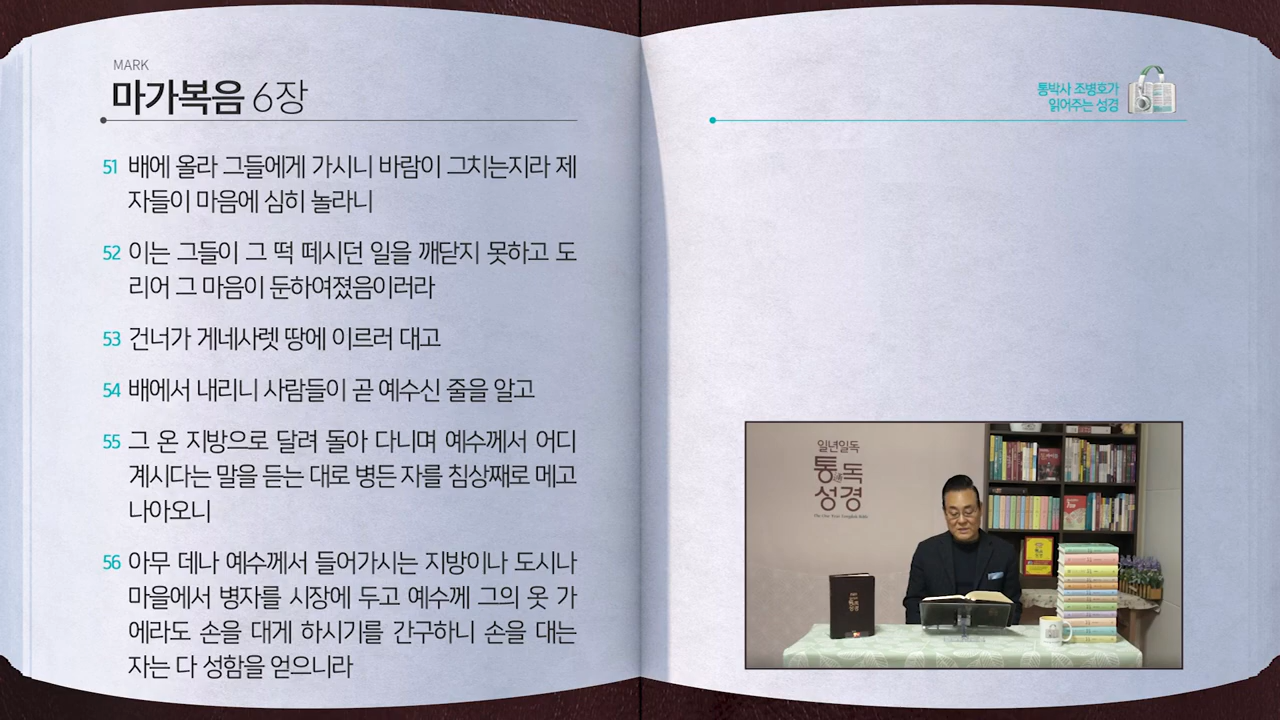 MARK
마가복음 6장
51 배에 올라 그들에게 가시니 바람이 그치는지라 제
자들이 마음에 심히 놀라니
52 이는 그들이 그 떡 떼시던 일을 깨닫지 못하고 도
리어 그 마음이 둔하여졌음이러라
53 건너가 게네사렛 땅에 이르러 대고
54 배에서 내리니 사람들이 곧 예수신 줄을 알고
55 그 온 지방으로 달려 돌아 다니며 예수께서 어디
계시다는 말을 듣는 대로 병든 자를 침상째로 메고
나아오니
56 아무 데나 예수께서 들어가시는 지방이나 도시나
마을에서 병자를 시장에 두고 예수께 그의 옷 가
에라도 손을 대게 하시기를 간구하니 손을 대는
자는 다 성함을 얻으니라
통박사 조병호가
읽어주는 성경
일년일독
통독
성경